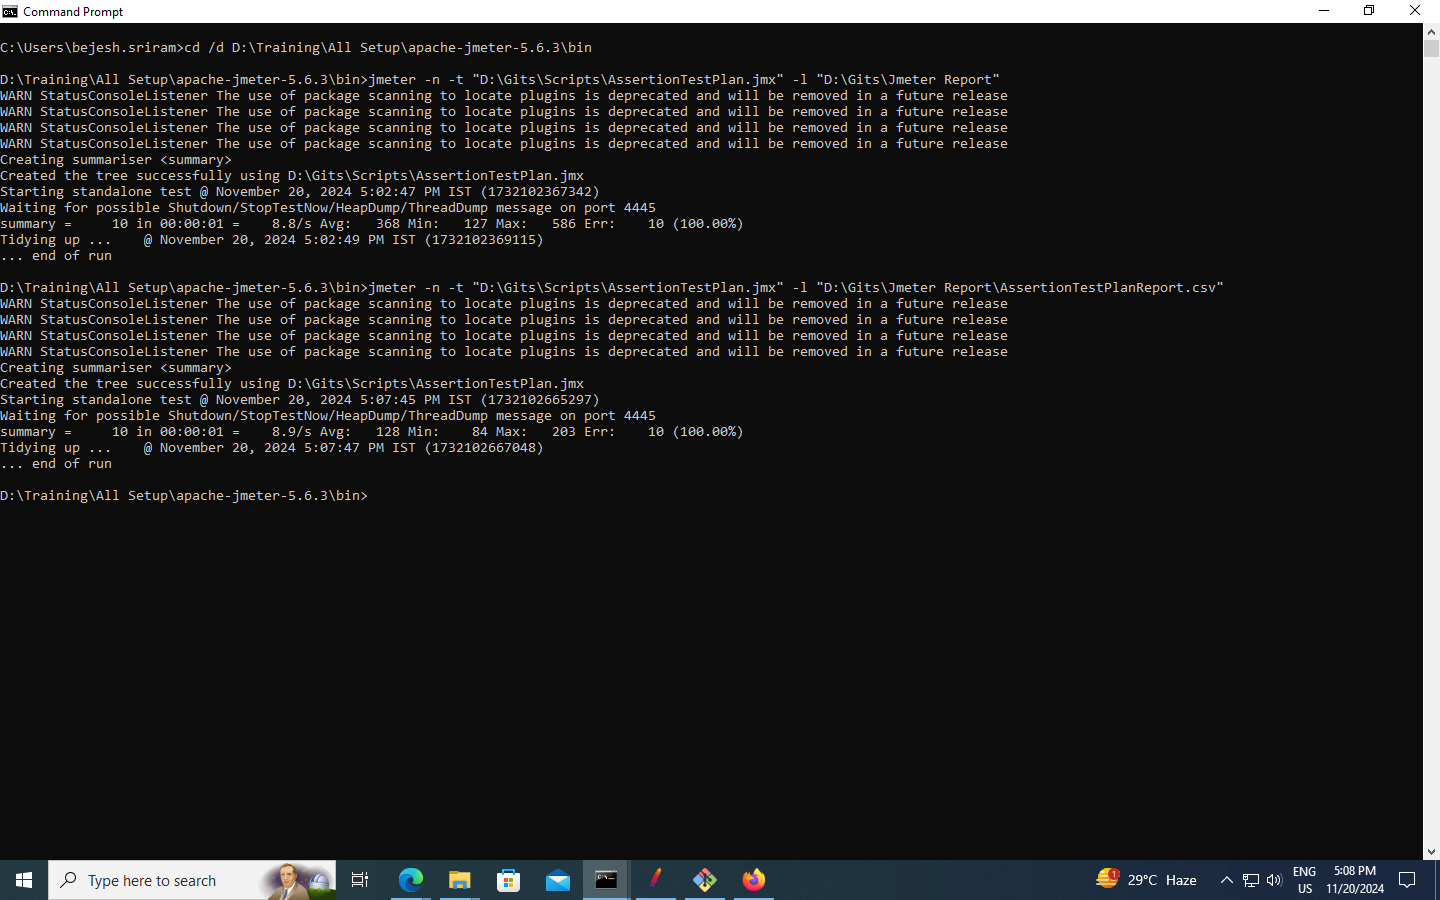 Command Prompt
C:\Users\bejesh.sriram>cd /d D:\Training\All Setup\apache-jmeter-5.6.3\bin
D:\Training\All Setup\apache-jmeter-5.6.3\bin>jmeter -n -t "D:\Gits\Scripts\AssertionTestPlan.jmx" -l "D:\Gits\Jmeter Report"
WARN StatusConsoleListener The use of package scanning to locate plugins is deprecated and will be removed in a future release
WARN StatusConsoleListener The use of package scanning to locate plugins is deprecated and will be removed in a future release
WARN StatusConsoleListener The use of package scanning to locate plugins is deprecated and will be removed in a future release
WARN StatusConsoleListener The use of package scanning to locate plugins is deprecated and will be removed in a future release
Creating summariser <summary>
Created the tree successfully using D:\Gits\Scripts\AssertionTestPlan.jmx
Starting standalone test @ November 20, 2024 5:02:47 PM IST (1732102367342)
Waiting for possible Shutdown/StopTestNow/HeapDump/ThreadDump message on port 4445
summary =     10 in 00:00:01 =    8.8/s Avg:   368 Min:   127 Max:   586 Err:    10 (100.00%)
Tidying up ...    @ November 20, 2024 5:02:49 PM IST (1732102369115)
... end of run
D:\Training\All Setup\apache-jmeter-5.6.3\bin>jmeter -n -t "D:\Gits\Scripts\AssertionTestPlan.jmx" -l "D:\Gits\Jmeter Report\AssertionTestPlanReport.csv"
WARN StatusConsoleListener The use of package scanning to locate plugins is deprecated and will be removed in a future release
WARN StatusConsoleListener The use of package scanning to locate plugins is deprecated and will be removed in a future release
WARN StatusConsoleListener The use of package scanning to locate plugins is deprecated and will be removed in a future release
WARN StatusConsoleListener The use of package scanning to locate plugins is deprecated and will be removed in a future release
Creating summariser <summary>
Created the tree successfully using D:\Gits\Scripts\AssertionTestPlan.jmx
Starting standalone test @ November 20, 2024 5:07:45 PM IST (1732102665297)
Waiting for possible Shutdown/StopTestNow/HeapDump/ThreadDump message on port 4445
summary =     10 in 00:00:01 =    8.9/s Avg:   128 Min:    84 Max:   203 Err:    10 (100.00%)
Tidying up ...    @ November 20, 2024 5:07:47 PM IST (1732102667048)
... end of run
D:\Training\All Setup\apache-jmeter-5.6.3\bin>
Type here to search
1
29°C Haze
ENG
US
5:08 PM
11/20/2024